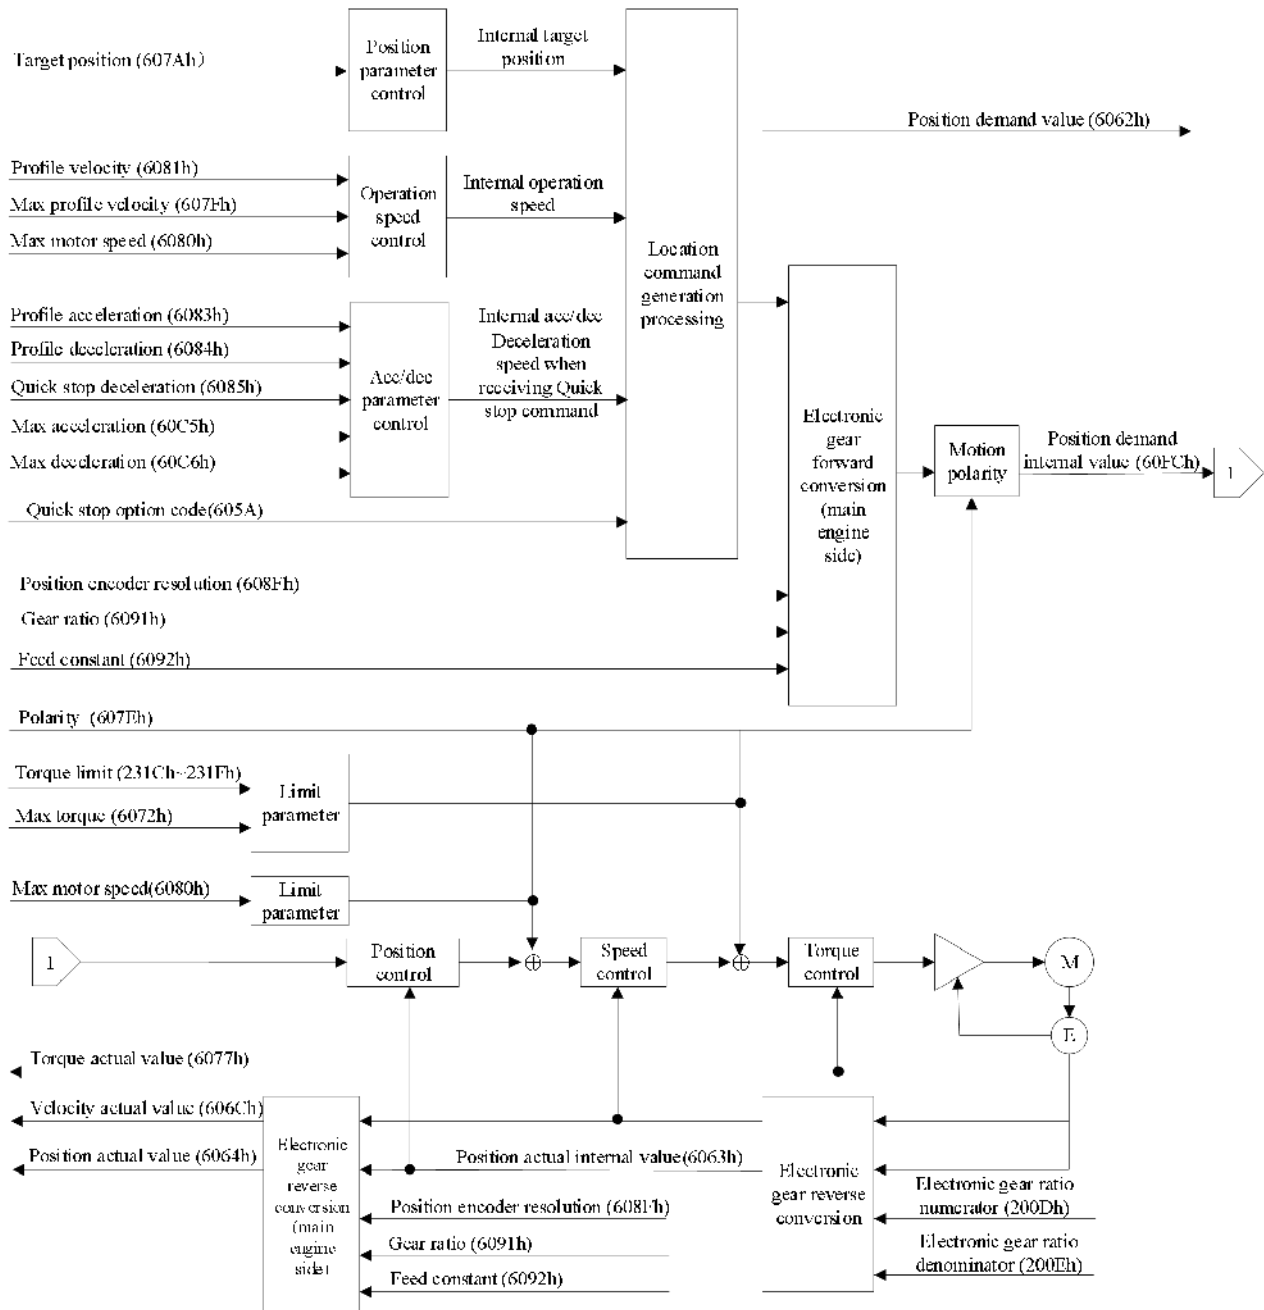 Target position (607Ah)
Position
parameter
control
Internal target
position
Position demand value (6062h)
Profile velocity (6081h)
Max profile velocity (607Fh)
Max motor speed (6080h)
Operation
speed
control
Internal operation
speed
Location
command
generation
processing
Profile acceleration (6083h)
Profile deceleration (6084h)
Quick stop deceleration (6085h)
Max acceleration (60C5h)
Max deceleration (60C6h)
Acc/dec
parameter
control
Internal acc/dec
Deceleration
speed when
receiving Quick
stop command
Quick stop option code(605A)
Electronic
gear
forward
conversion
(main
engine
side)
Motion
polarity
Position demand
internal value (60FCh)
1
Position encoder resolution (608Fh)
Gear ratio (6091h)
Feed constant (6092h)
Polarity (607Eh)
Torque limit (231Ch~231Fh)
Max torque (6072h)
Limit
parameter
Max motor speed(6080h)
Limit
parameter
1
Position
control
Speed
control
Torque
control
M
E
Torque actual value (6077h)
Velocity actual value (606Ch)
Position actual value (6064h)
Electronic
gear
reverse
conversion
(main
engine
side)
Position actual internal value(6063h)
Position encoder resolution (608Fh)
Gear ratio (6091h)
Feed constant (6092h)
Electronic
gear reverse
conversion
Electronic gear ratio
numerator (200Dh)
Electronic gear ratio
denominator (200Eh)